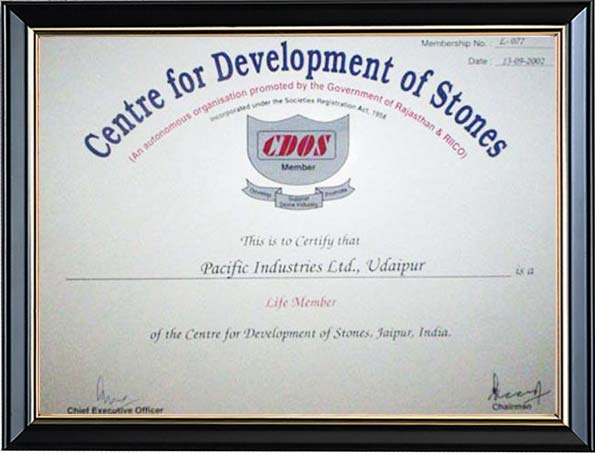 Membership No. : L-077
Date : 13-09-2002
Centre for Development of Stones
(An autonomous organisation promoted by the Government of Rajasthan & RIICO)
Incorporated under the Societies Registration Act, 1958
CDOS
Member
Develop Support Promote
Stone Industry
This is to Certify that
Pacific Industries Ltd., Udaipur is a
Life Member
of the Centre for Development of Stones, Jaipur, India.
Chief Executive Officer Chairman